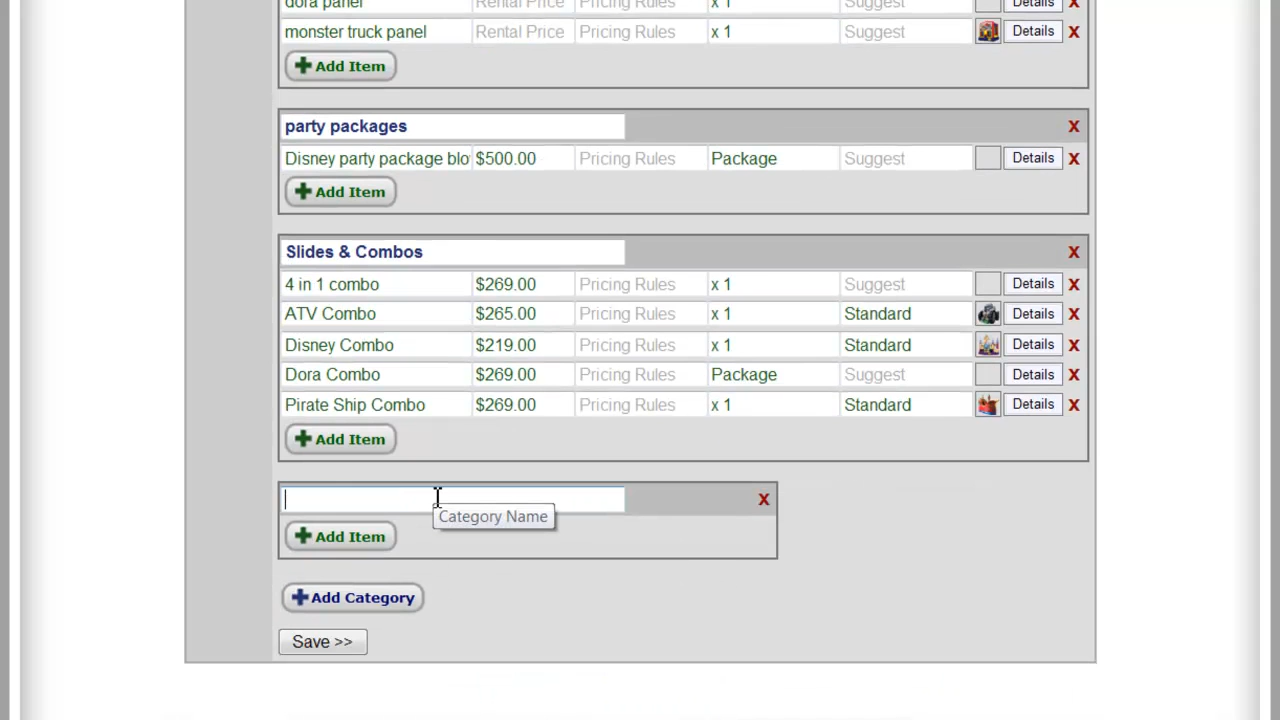 dora panel Rental Price Pricing Rules x 1 Suggest Details X
monster truck panel Rental Price Pricing Rules x 1 Suggest Details X
Add Item
party packages X
Disney party package blo $500.00 Pricing Rules Package Suggest Details X
Add Item
Slides & Combos X
4 in 1 combo $269.00 Pricing Rules x 1 Suggest Details X
ATV Combo $265.00 Pricing Rules x 1 Standard Details X
Disney Combo $219.00 Pricing Rules x 1 Standard Details X
Dora Combo $269.00 Pricing Rules Package Suggest Details X
Pirate Ship Combo $269.00 Pricing Rules x 1 Standard Details X
Add Item
X
Category Name
Add Item
Add Category
Save >>